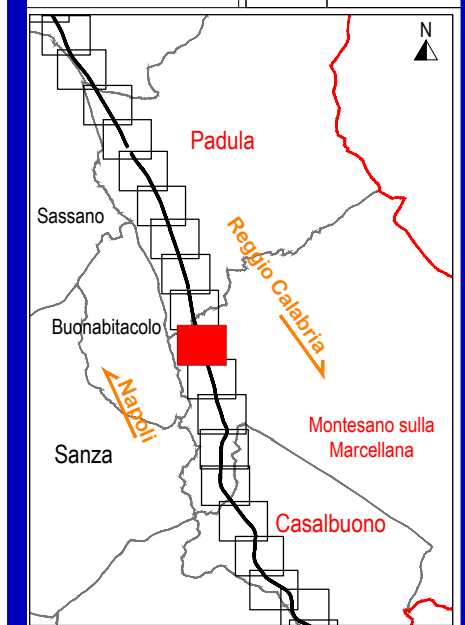 N
Padula
Sassano
Reggio Calabria
Buonabitacolo
Napoli
Montesano sulla
Marcellana
Sanza
Casalbuono